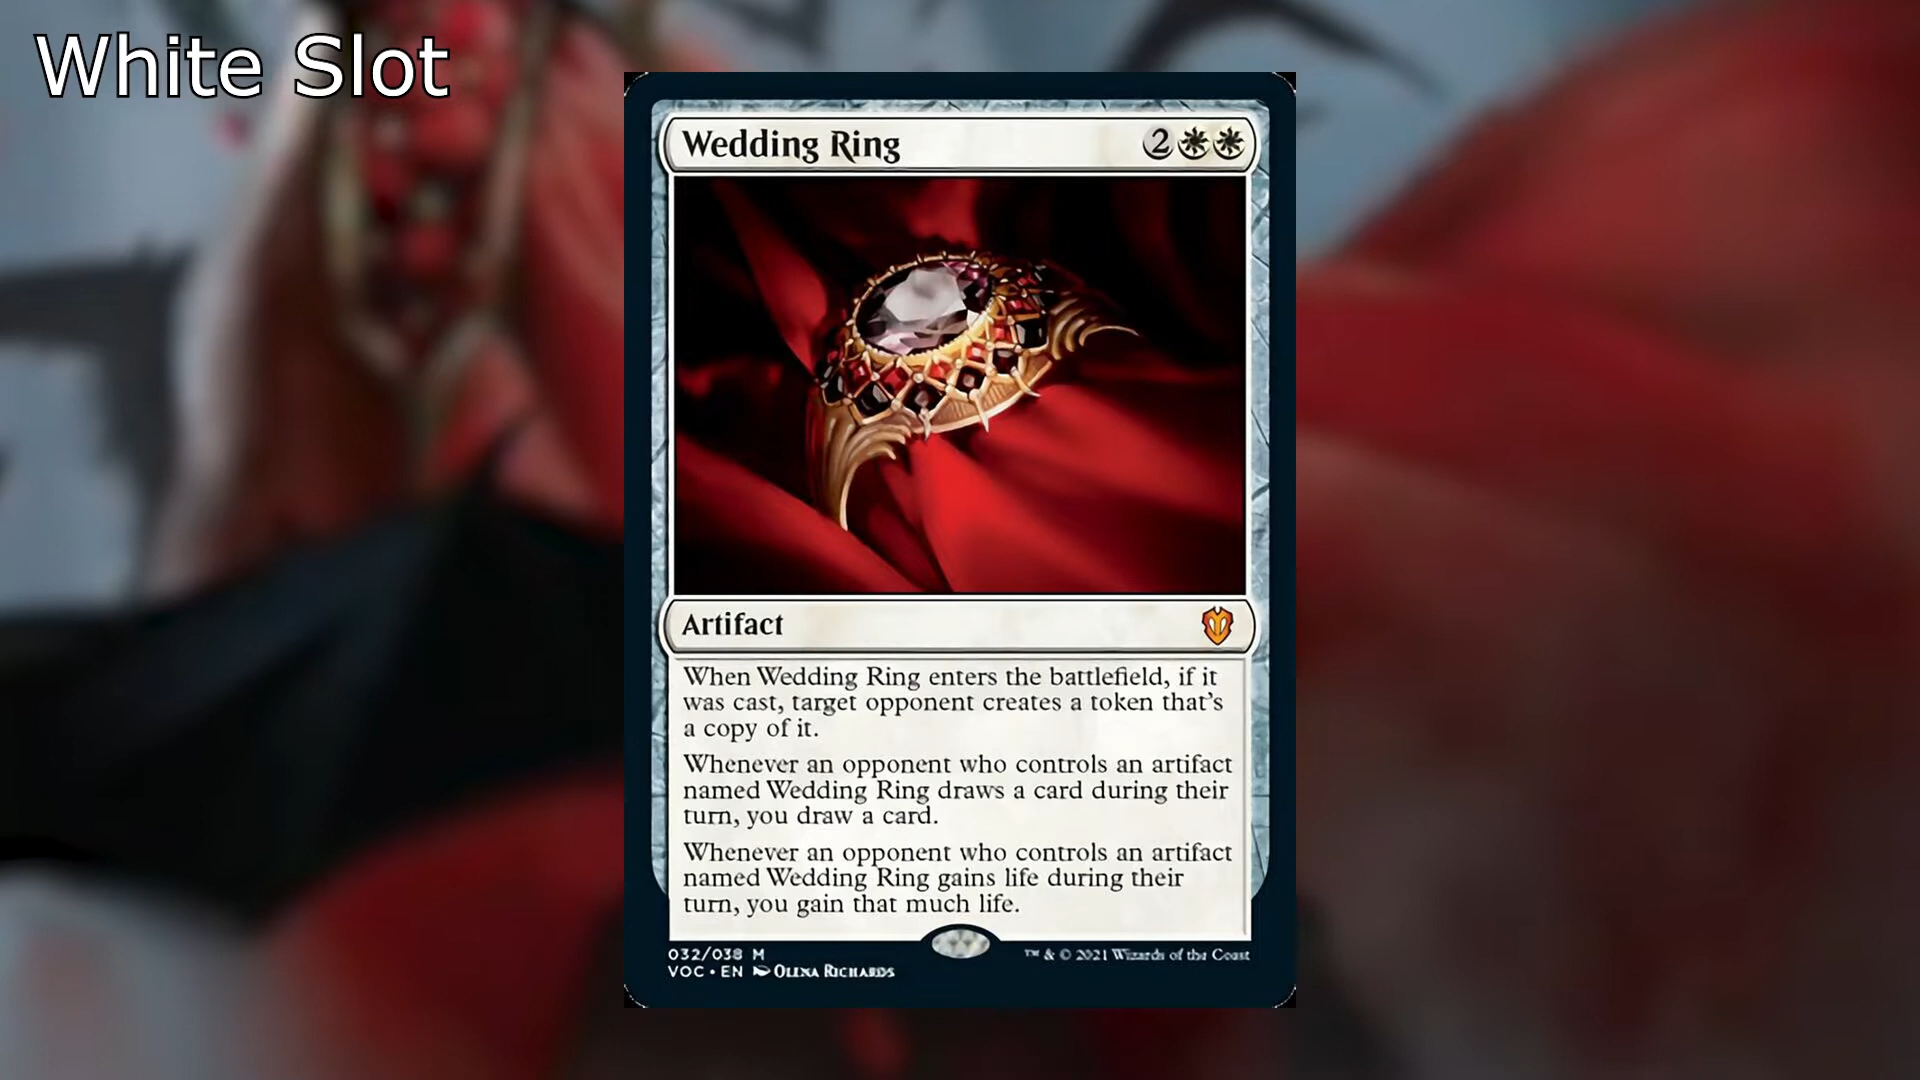 White Slot
Wedding Ring 2
Artifact
When Wedding Ring enters the battlefield, if it
was cast, target opponent creates a token that's
a copy of it.
Whenever an opponent who controls an artifact
named Wedding Ring draws a card during their
turn, you draw a card.
Whenever an opponent who controls an artifact
named Wedding Ring gains life during their
turn, you gain that much life.
032/038 M
™ & © 2021 Wizards of the Coast
VOC • EN Olena Richards